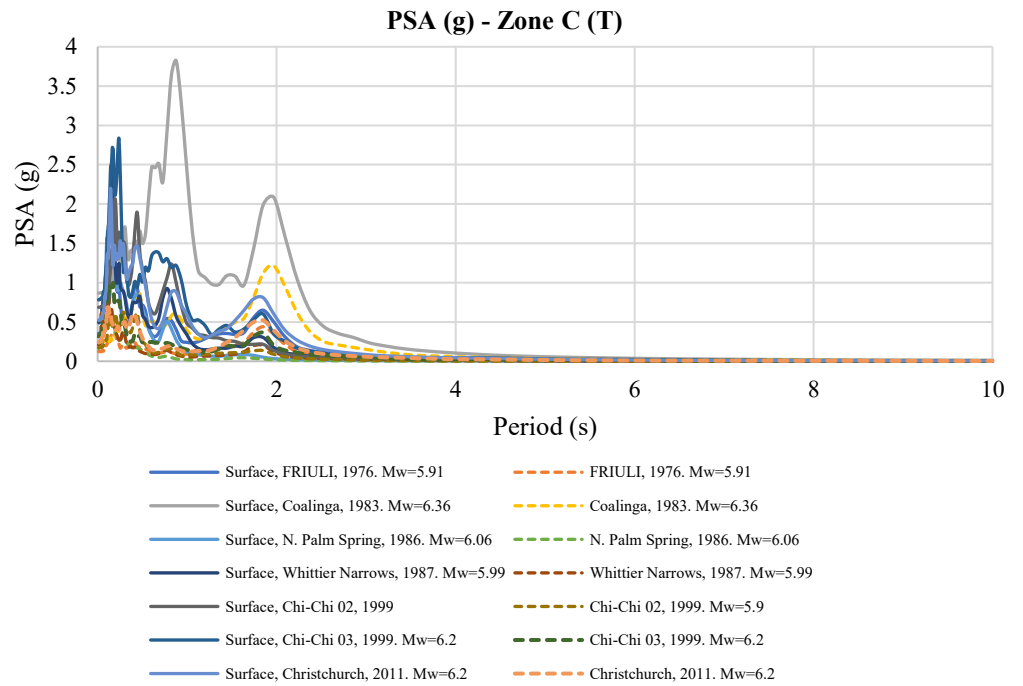 PSA (g) - Zone C (T)
4
3.5
3
2.5
2
1.5
1
0.5
0
PSA (g)
0 2 4 6 8 10
Period (s)
Surface, FRIULI, 1976. Mw=5.91 FRIULI, 1976. Mw=5.91
Surface, Coalinga, 1983. Mw=6.36 Coalinga, 1983. Mw=6.36
Surface, N. Palm Spring, 1986. Mw=6.06 N. Palm Spring, 1986. Mw=6.06
Surface, Whittier Narrows, 1987. Mw=5.99 Whittier Narrows, 1987. Mw=5.99
Surface, Chi-Chi 02, 1999 Chi-Chi 02, 1999. Mw=5.9
Surface, Chi-Chi 03, 1999. Mw=6.2 Chi-Chi 03, 1999. Mw=6.2
Surface, Christchurch, 2011. Mw=6.2 Christchurch, 2011. Mw=6.2